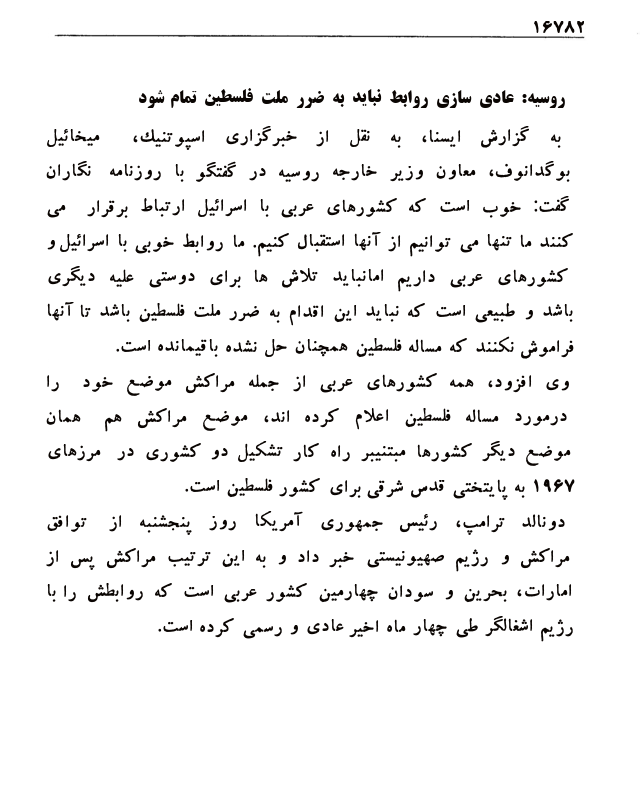 ۱۶۷۸۲
روسیه: عادی سازی روابط نباید به ضرر ملت فلسطین تمام شود
به گزارش ایسنا، به نقل از خبرگزاری اسپوتنیك، میخائیل
بوگدانوف، معاون وزیر خارجه روسیه در گفتگو با روزنامه نگاران
گفت: خوب است که کشورهای عربی با اسرائیل ارتباط برقرار می
کنند ما تنها می توانیم از آنها استقبال کنیم. ما روابط خوبی با اسرائیل و
کشورهای عربی داریم امانباید تلاش ها برای دوستی علیه دیگری
باشد و طبیعی است که نباید این اقدام به ضرر ملت فلسطین باشد تا آنها
فراموش نکنند که مساله فلسطین همچنان حل نشده باقیمانده است.
وی افزود، همه کشورهای عربی از جمله مراکش موضع خود را
درمورد مساله فلسطین اعلام کرده اند، موضع مراکش هم همان
موضع دیگر کشورها مبتنیبر راه کار تشکیل دو کشوری در مرزهای
۱۹۶۷ به پایتختی قدس شرقی برای کشور فلسطین است.
دونالد ترامپ، رئیس جمهوری آمریکا روز پنجشنبه از توافق
مراکش و رژیم صهیونیستی خبر داد و به این ترتیب مراکش پس از
امارات، بحرین و سودان چهارمین کشور عربی است که روابطش را با
رژیم اشغالگر طی چهار ماه اخیر عادی و رسمی کرده است.